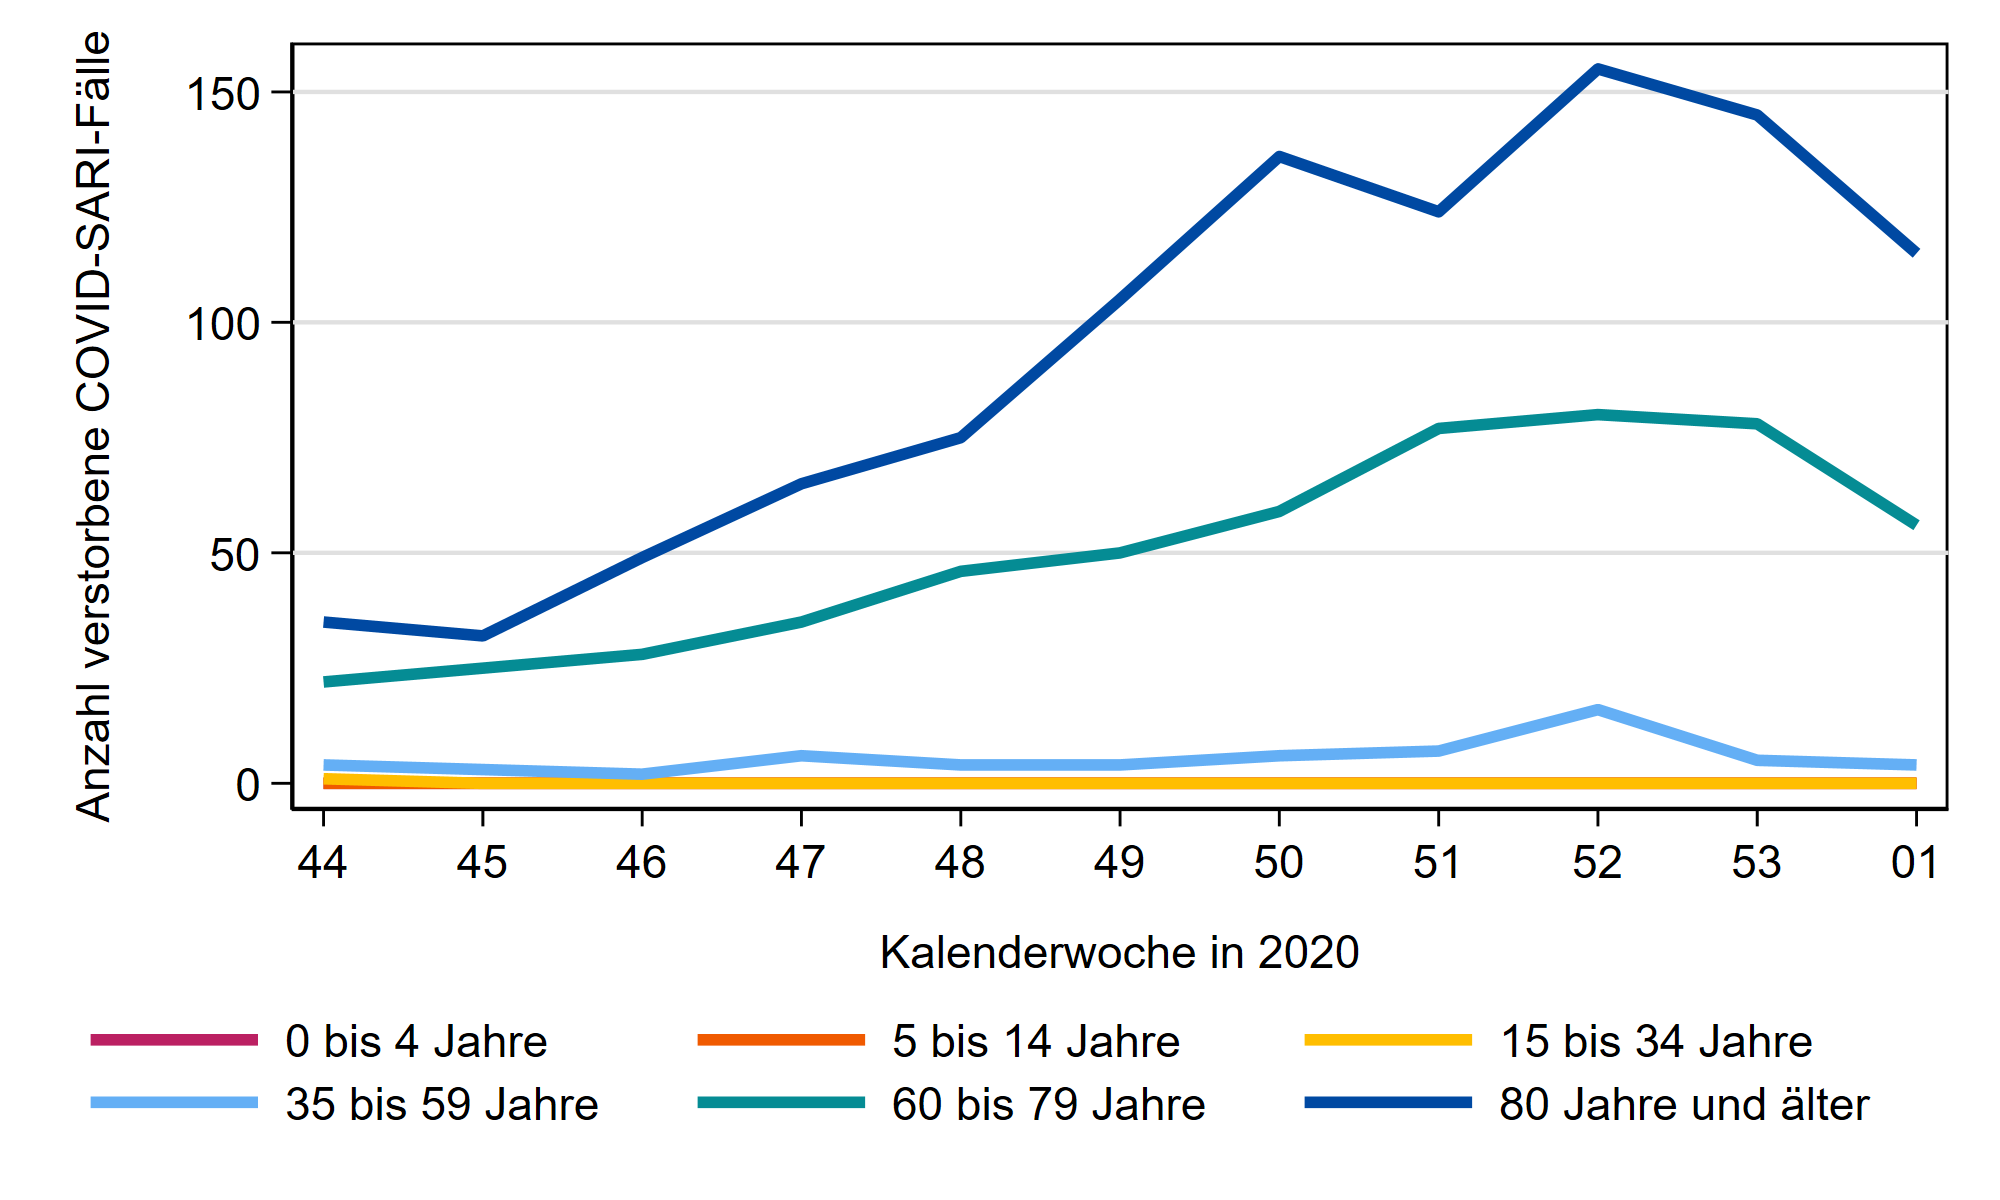 Anzahl verstorbene COVID-SARI-Fälle
150
100
50
0
44 45 46 47 48 49 50 51 52 53 01
Kalenderwoche in 2020
0 bis 4 Jahre 5 bis 14 Jahre 15 bis 34 Jahre
35 bis 59 Jahre 60 bis 79 Jahre 80 Jahre und älter